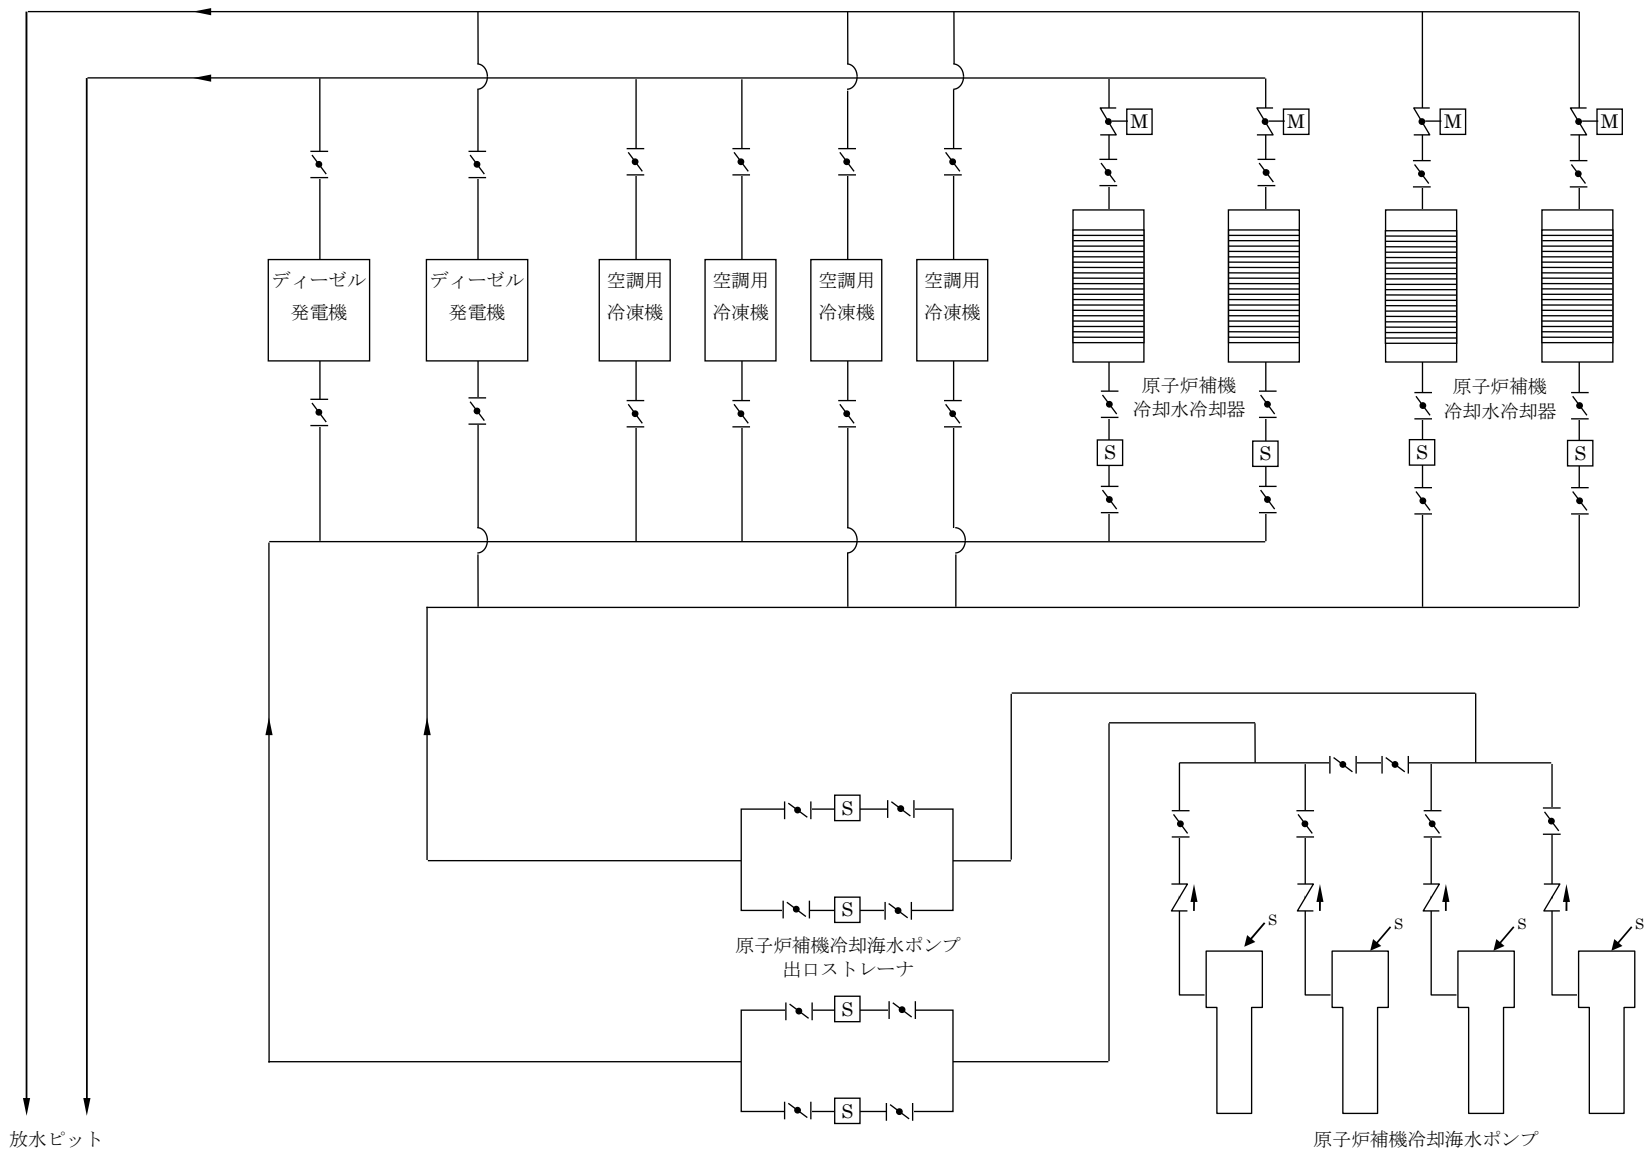 M
M
M
M
ディーゼル
発電機
ディーゼル
発電機
空調用
冷凍機
空調用
冷凍機
空調用
冷凍機
空調用
冷凍機
原子炉補機
冷却水冷却器
原子炉補機
冷却水冷却器
S
S
S
S
S
S
原子炉補機冷却海水ポンプ
出口ストレーナ
S
S
S
S
S
S
放水ピット
原子炉補機冷却海水ポンプ